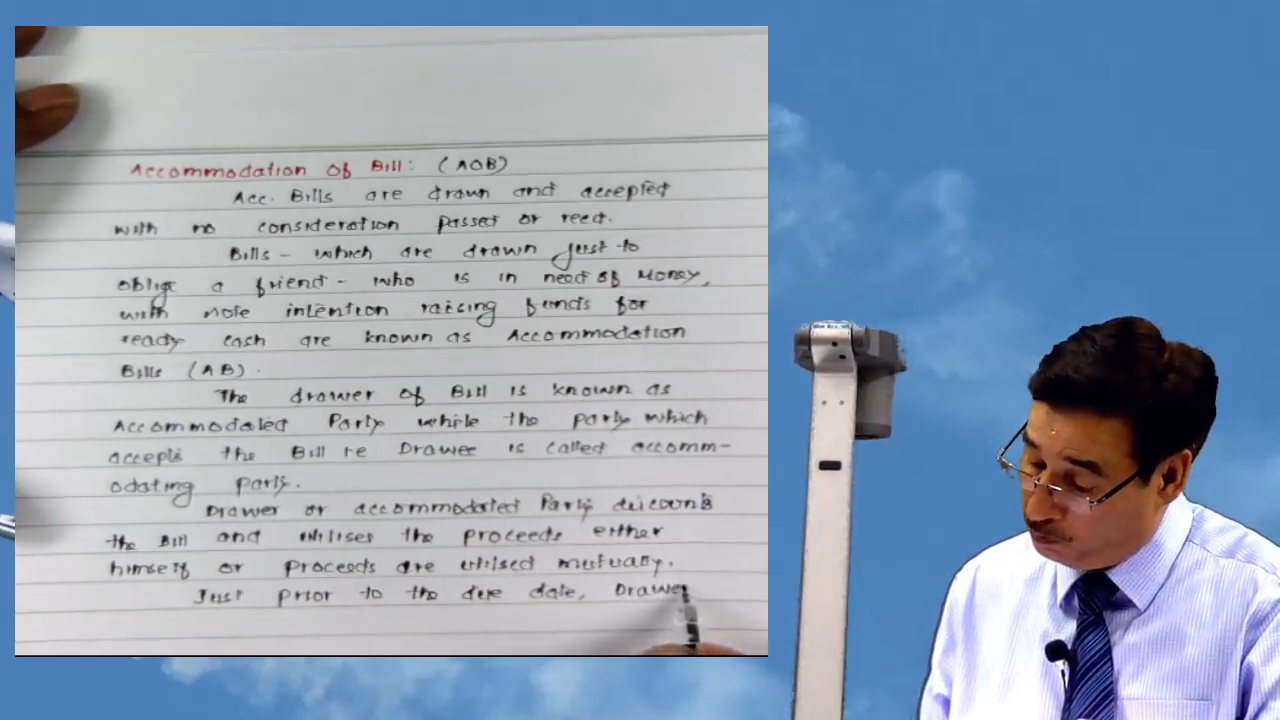 Accommodation Of Bill: (AOB)
Acc. Bills are drawn and accepted
with no consideration passed or recd.
Bills - which are drawn just to
oblige a friend - who is in need of Money,
with note intention raising funds for
ready cash are known as Accommodation
Bills (AB).
The drawer of Bill is known as
Accommodated Party while the party which
accepts the Bill ie Drawee is called accomm-
odating party.
Drawer or accommodated Party discounts
the Bill and utilises the proceeds either
himself or proceeds are utilised mutually.
Just prior to the due date, Drawer